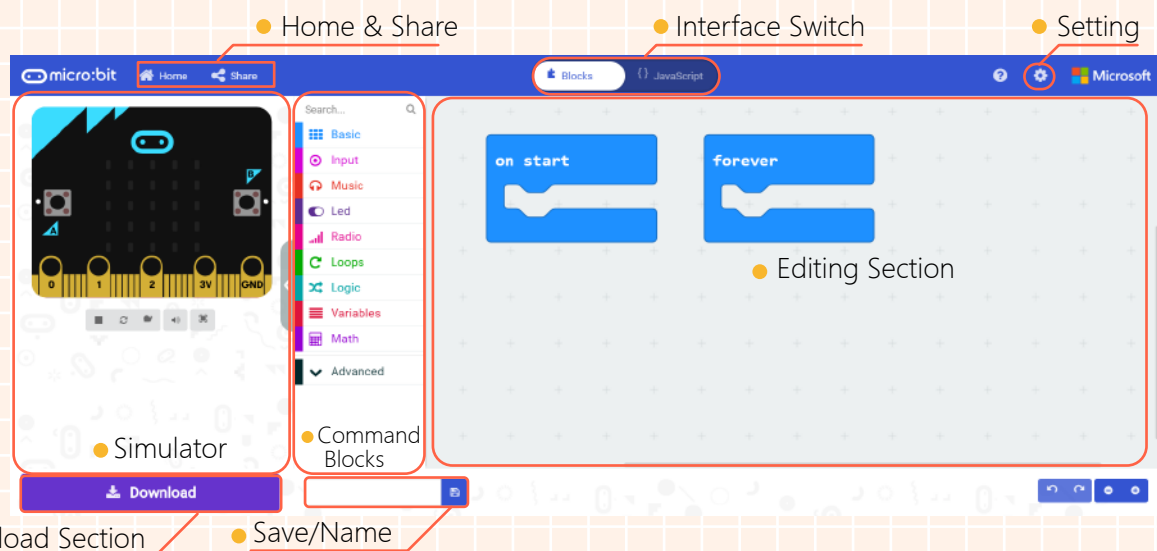 Home & Share
Interface Switch
Setting
micro:bit
Home
Share
Blocks
{} JavaScript
?
Microsoft
Search...
Basic
Input
Music
Led
Radio
Loops
Logic
Variables
Math
Advanced
B
A
0 1 2 3V GND
on start
forever
Editing Section
Simulator
Command
Blocks
Download
load Section
Save/Name